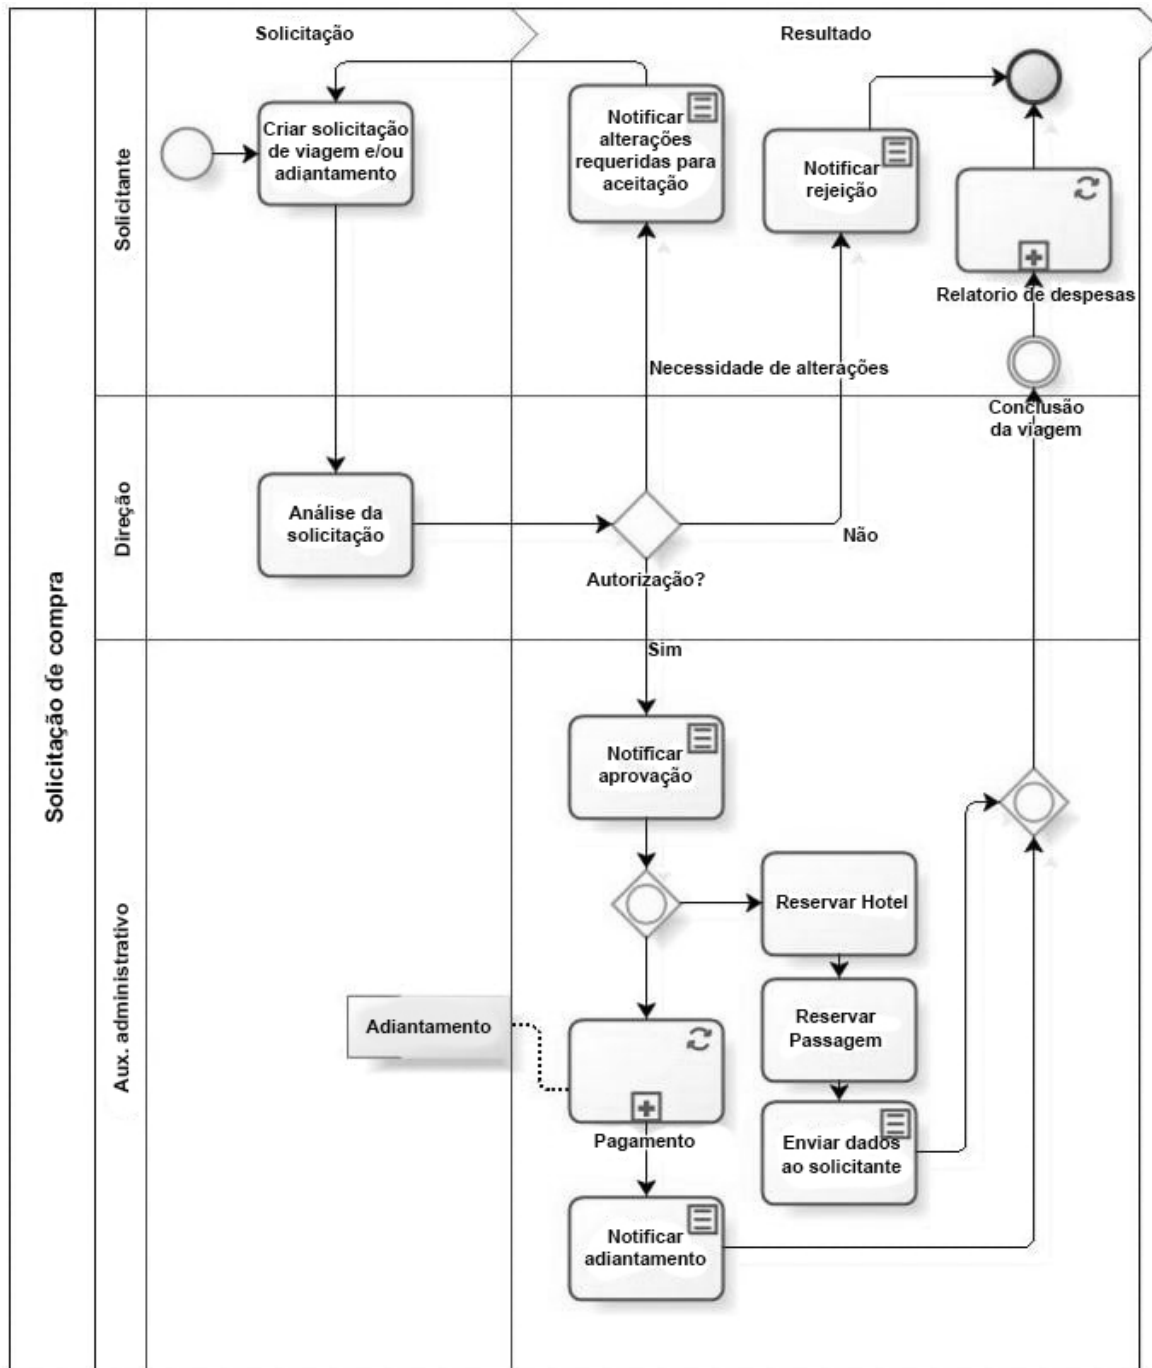 Solicitação
Resultado
Criar solicitação
de viagem e/ou
adiantamento
Notificar
alterações
requeridas para
aceitação
Notificar
rejeição
Relatorio de despesas
Solicitante
Necessidade de alterações
Conclusão
da viagem
Direção
Análise da
solicitação
Não
Autorização?
Solicitação de compra
Sim
Notificar
aprovação
Reservar Hotel
Aux. administrativo
Adiantamento
Reservar
Passagem
Pagamento
Enviar dados
ao solicitante
Notificar
adiantamento